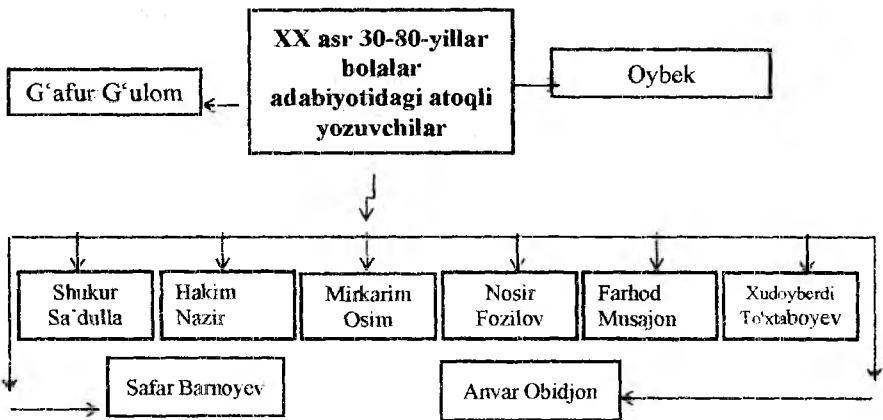 XX asr 30-80-yillar
bolalar
adabiyotidagi atoqli
yozuvchilar
G‘afur G‘ulom
Oybek
Shukur
Sa`dulla
Hakim
Nazir
Mirkarim
Osim
Nosir
Fozilov
Farhod
Musajon
Xudoyberdi
To'xtaboyev
Safar Barnoyev
Anvar Obidjon